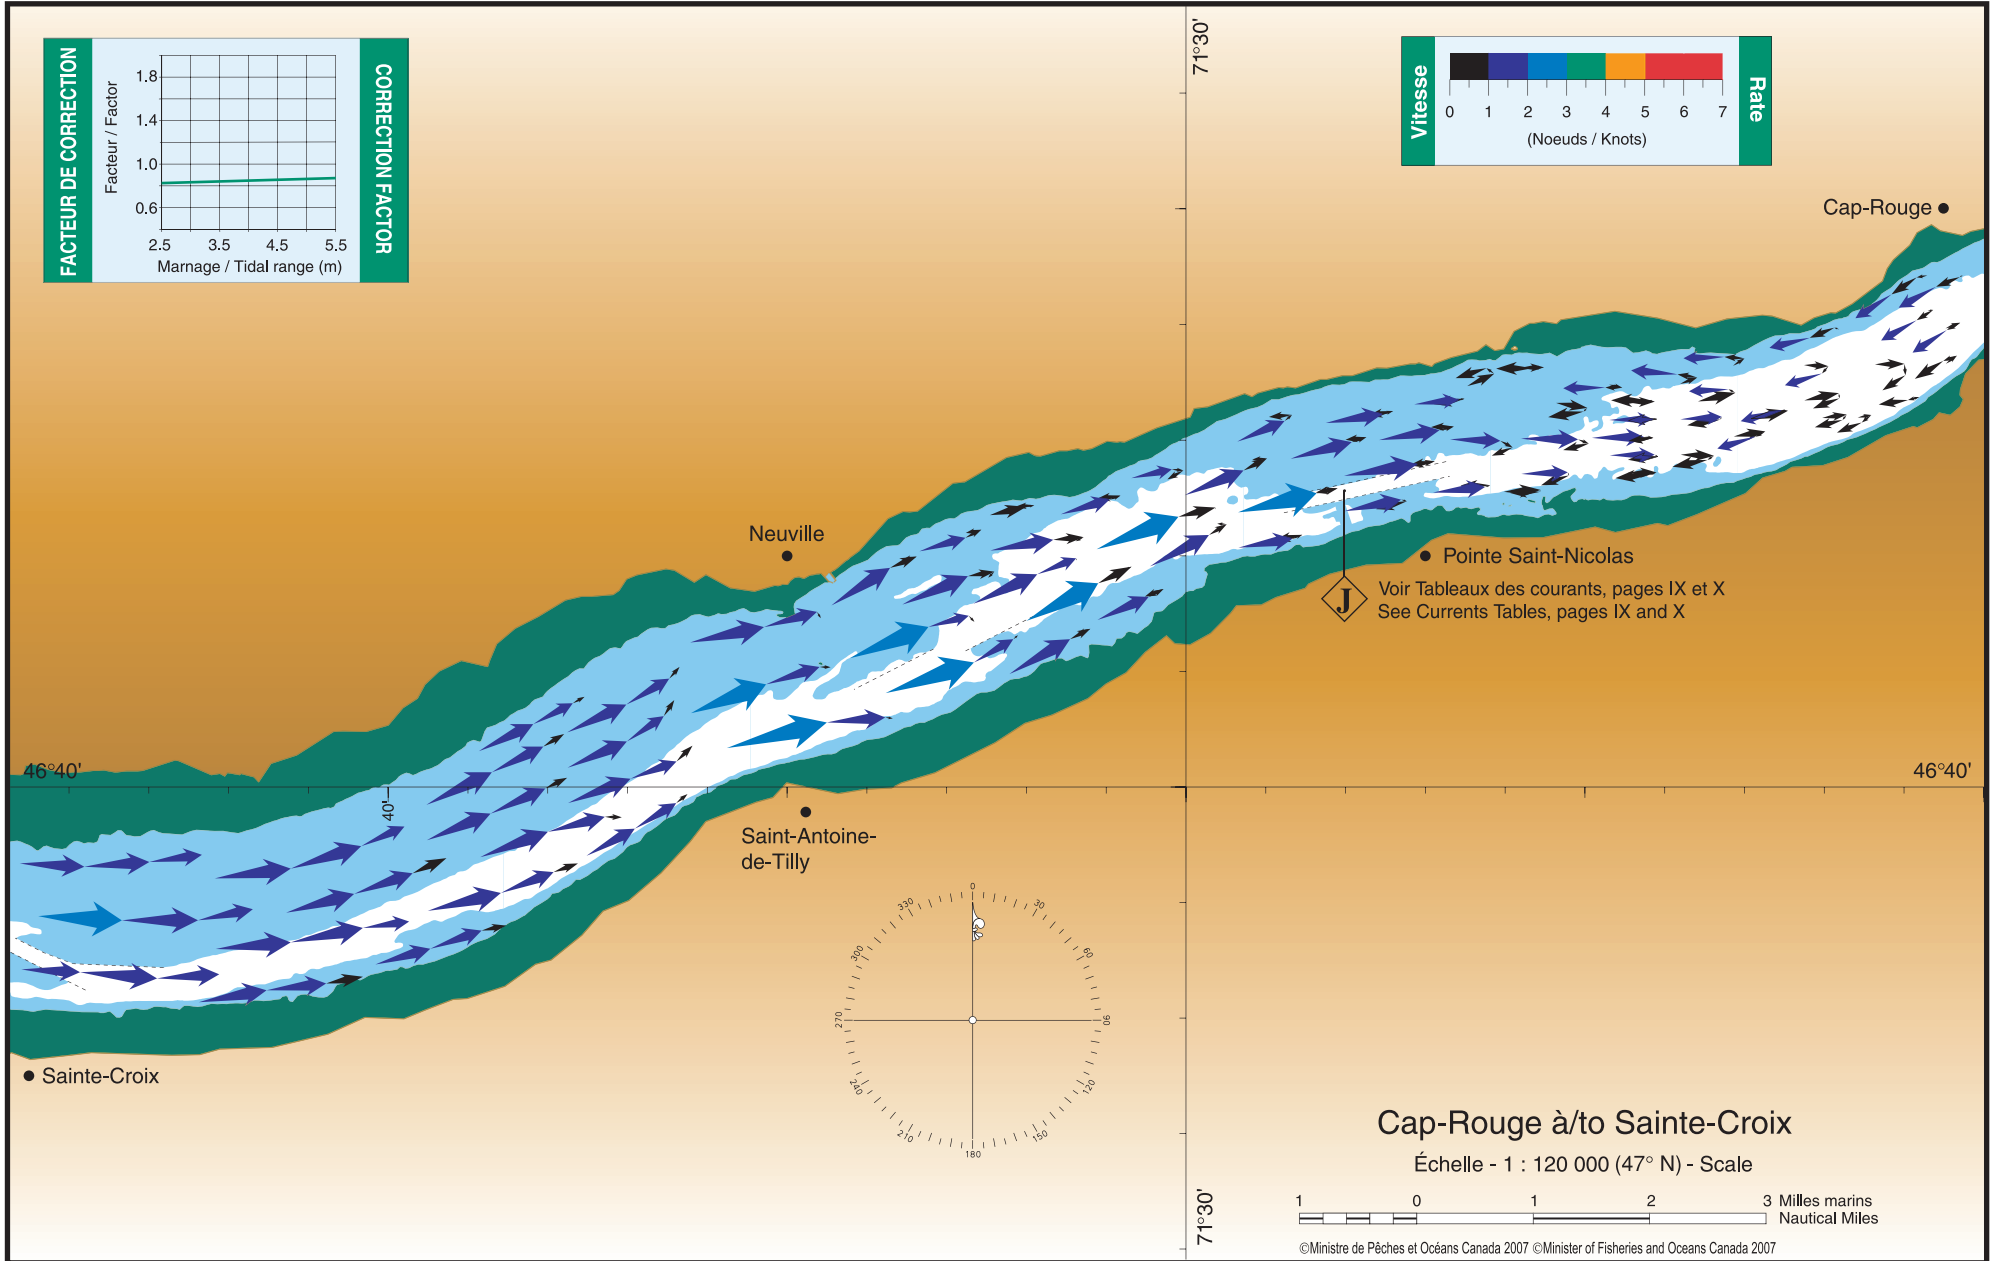 FACTEUR DE CORRECTION
Facteur / Factor
1.8
1.4
1.0
0.6
2.5 3.5 4.5 5.5
Marnage / Tidal range (m)
CORRECTION FACTOR
71°30'
Vitesse
0 1 2 3 4 5 6 7
(Noeuds / Knots)
Rate
Cap-Rouge
Neuville
Pointe Saint-Nicolas
J
Voir Tableaux des courants, pages IX et X
See Currents Tables, pages IX and X
46°40'
46°40'
40'
Saint-Antoine-
de-Tilly
0
30
60
90
120
150
180
210
240
270
300
330
Sainte-Croix
Cap-Rouge à/to Sainte-Croix
Échelle - 1 : 120 000 (47° N) - Scale
71°30'
1 0 1 2 3 Milles marins
Nautical Miles
©Ministre de Pêches et Océans Canada 2007 ©Minister of Fisheries and Oceans Canada 2007